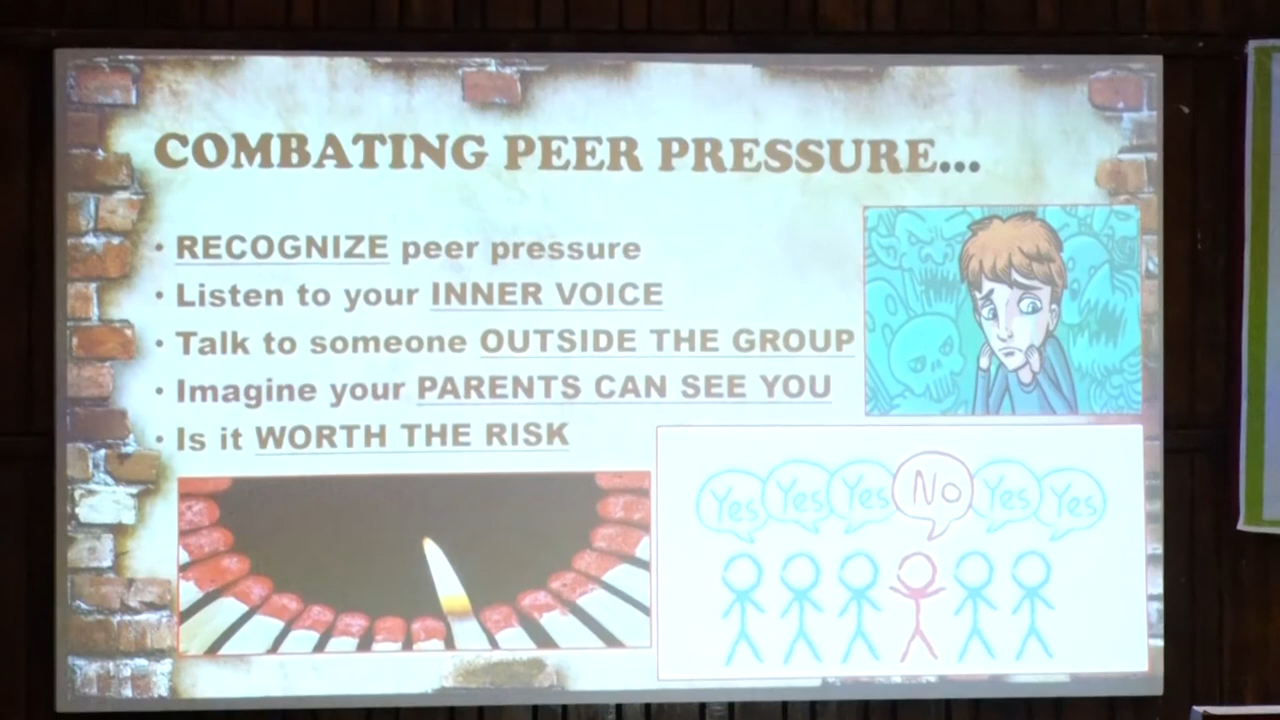 COMBATING PEER PRESSURE...
• RECOGNIZE peer pressure
• Listen to your INNER VOICE
• Talk to someone OUTSIDE THE GROUP
• Imagine your PARENTS CAN SEE YOU
• Is it WORTH THE RISK
Yes Yes Yes No Yes Yes